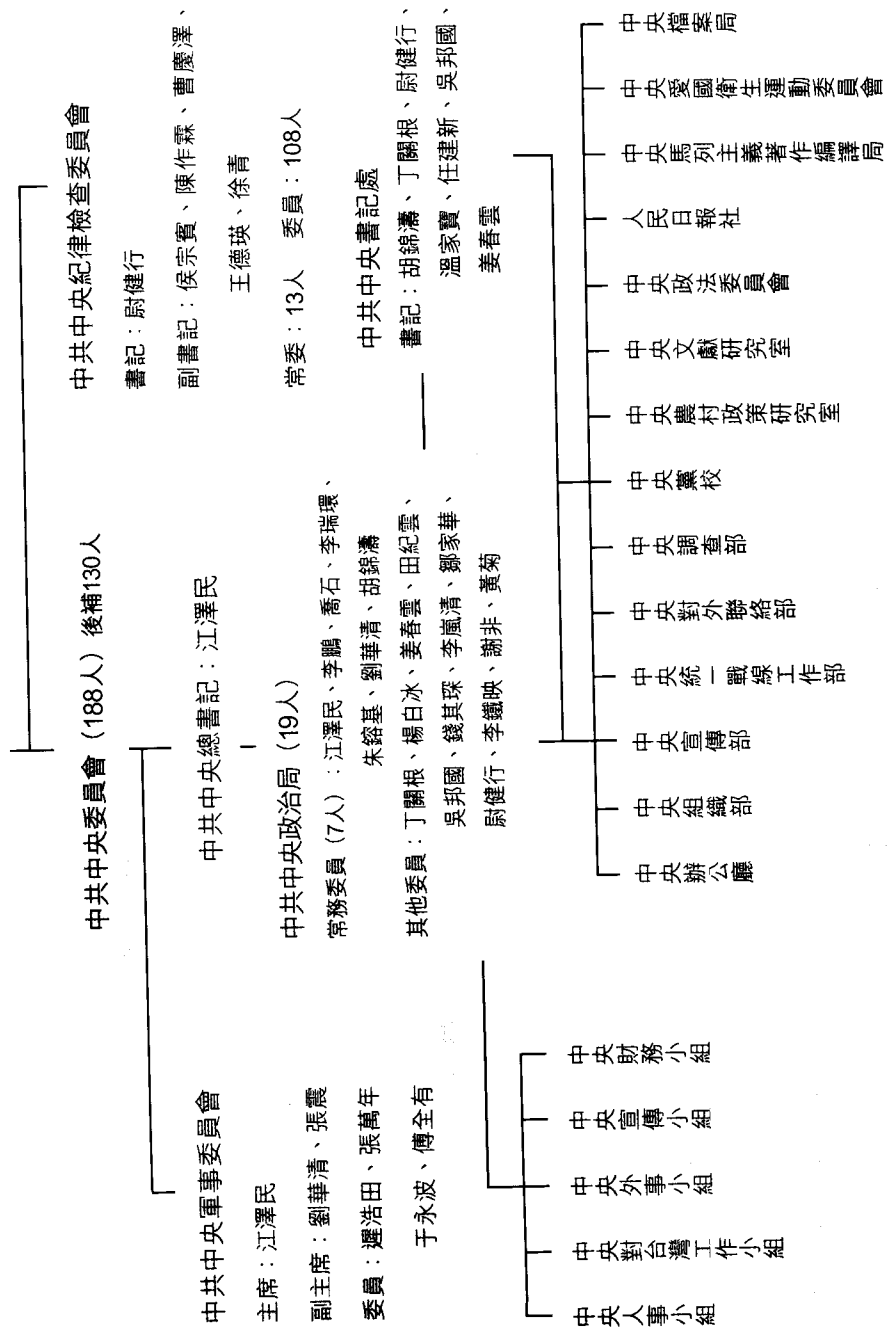 中共中央委員會（188人）後補130人
中共中央紀律檢查委員會
書記：尉健行
副書記：侯宗賓、陳作霖、曹慶澤、
王德瑛、徐青
常委：13人　委員：108人
中共中央軍事委員會
主席：江澤民
副主席：劉華清、張震
委員：遲浩田、張萬年
于永波、傅全有
中共中央總書記：江澤民
中共中央政治局（19人）
常務委員（7人）：江澤民、李鵬、喬石、李瑞環、
朱鎔基、劉華清、胡錦濤
其他委員：丁關根、楊白冰、姜春雲、田紀雲、
吳邦國、錢其琛、李嵐清、鄒家華、
尉健行、李鐵映、謝非、黃菊
中共中央書記處
書記：胡錦濤、丁關根、尉健行、
溫家寶、任建新、吳邦國、
姜春雲
中央人事小組
中央對台灣工作小組
中央外事小組
中央宣傳小組
中央財務小組
中央辦公廳
中央組織部
中央宣傳部
中央統一戰線工作部
中央對外聯絡部
中央調查部
中央黨校
中央農村政策研究室
中央文獻研究室
中央政法委員會
人民日報社
中央馬列主義著作編譯局
中央愛國衛生運動委員會
中央檔案局